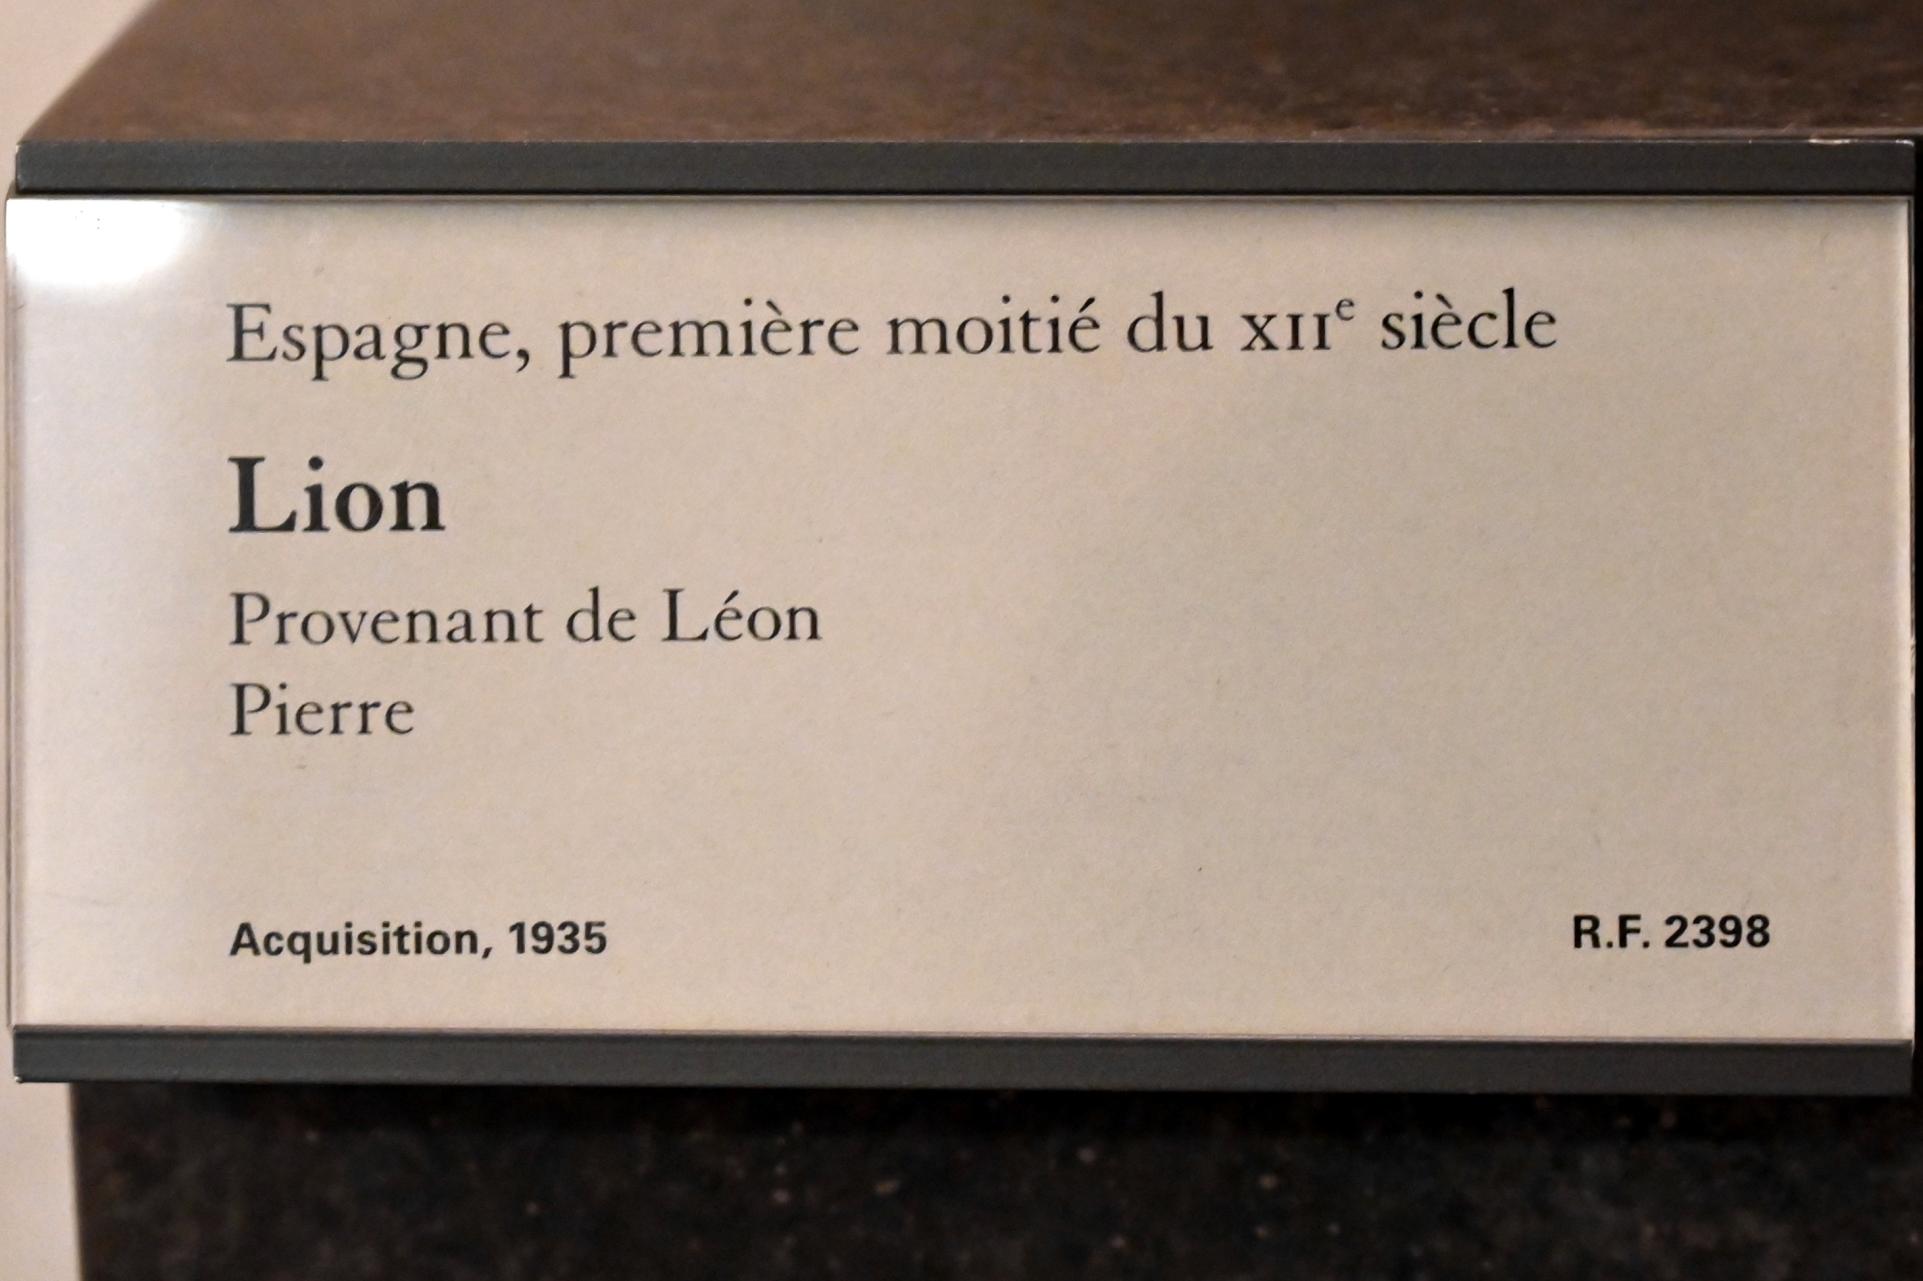 Espagne, première moitié du XIIe siècle
Lion
Provenant de Léon
Pierre
Acquisition, 1935
R.F. 2398